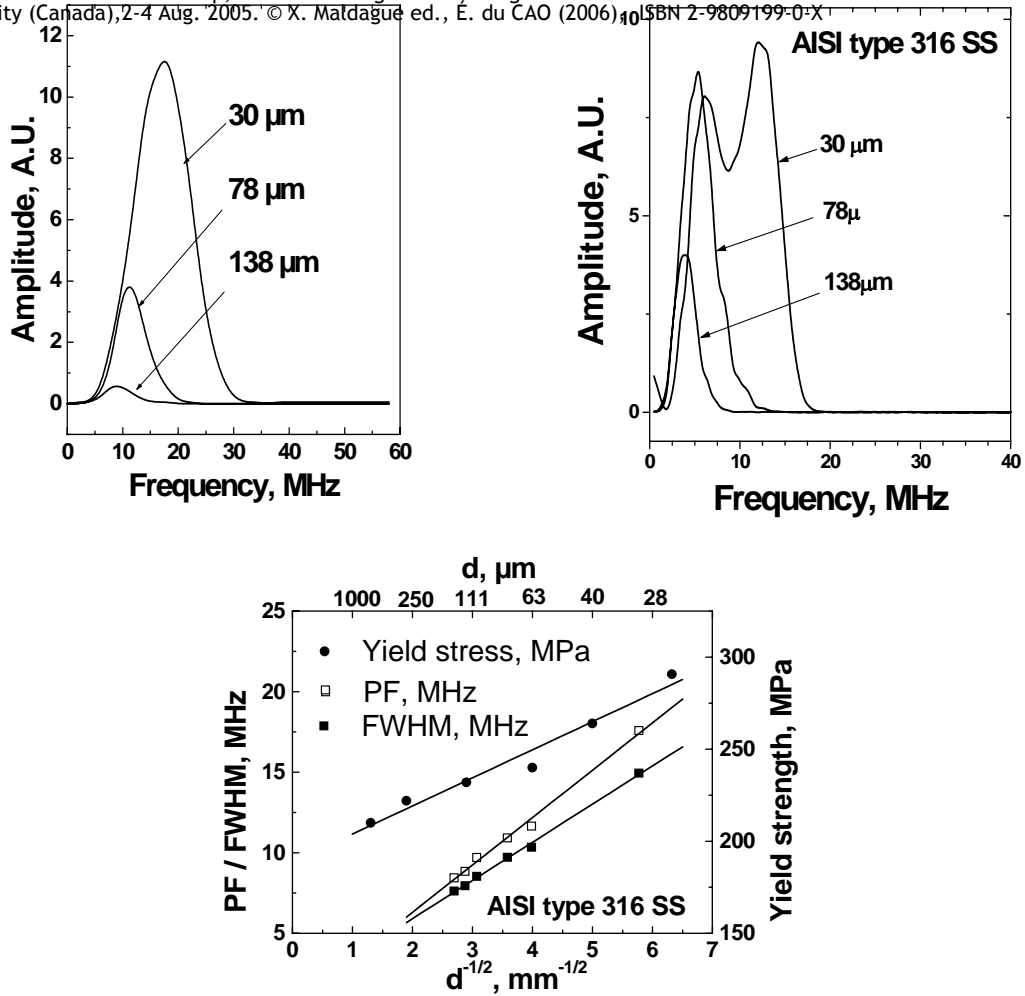 ity (Canada),2-4 Aug. 2005. © X. Maldague ed., É. du CAO (2006), ISBN 2-9809199-0-X
12
10
8
6
4
2
0
Amplitude, A.U.
30 µm
78 µm
138 µm
0 10 20 30 40 50 60
Frequency, MHz
10
5
0
Amplitude, A.U.
AISI type 316 SS
30 µm
78µ
138µm
0 10 20 30 40
Frequency, MHz
d, µm
1000 250 111 63 40 28
25
20
15
10
5
PF / FWHM, MHz
Yield stress, MPa
PF, MHz
FWHM, MHz
AISI type 316 SS
300
250
200
150
Yield strength, MPa
0 1 2 3 4 5 6 7
d-1/2, mm-1/2